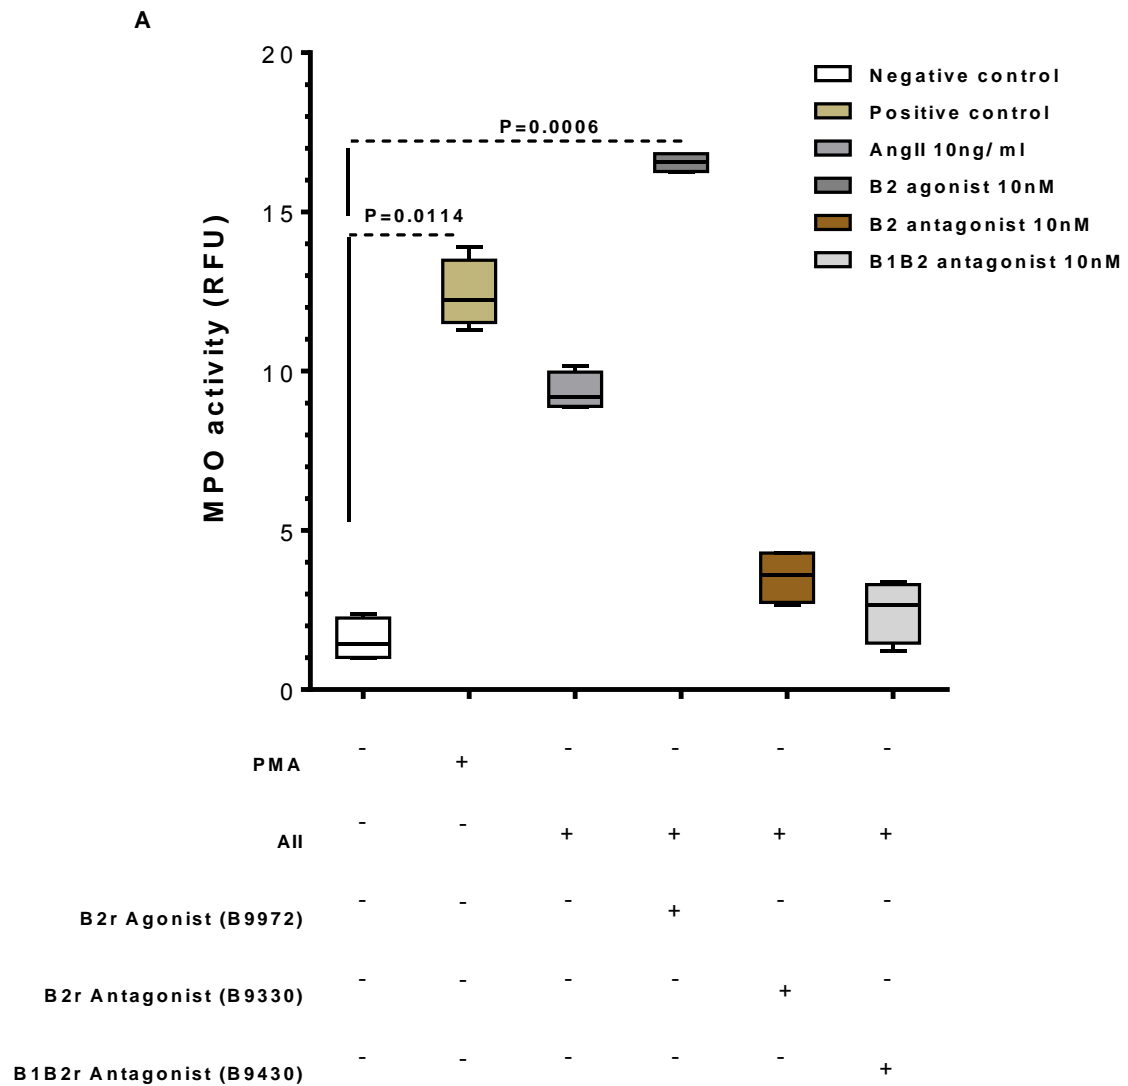 A
20
15
10
5
0
MPO activity (RFU)
P=0.0006
P=0.0114
Negative control
Positive control
AngII 10ng/ ml
B2 agonist 10nM
B2 antagonist 10nM
B1B2 antagonist 10nM
PMA - + - - - -
AII - - + + + +
B2r Agonist (B9972) - - - + - -
B2r Antagonist (B9330) - - - - + -
B1B2r Antagonist (B9430) - - - - - +